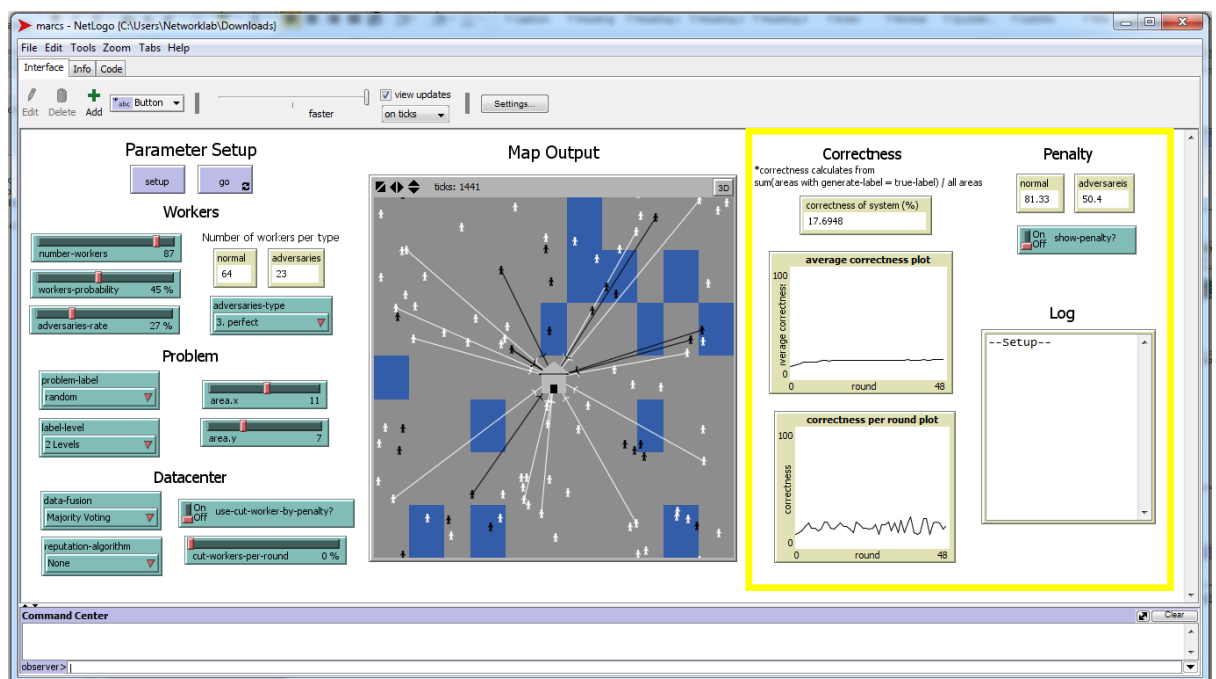 marcs - NetLogo {C:\Users\Networklab\Downloads}
File Edit Tools Zoom Tabs Help
Interface Info Code
Edit Delete Add abc Button faster view updates on ticks Settings...
Parameter Setup
setup go
Workers
number-workers 87
workers-probability 45 %
adversaries-rate 27 %
Number of workers per type
normal
64
adversaries
23
adversaries-type
3. perfect
Problem
problem-label
random
label-level
2 Levels
area.x 11
area.y 7
Datacenter
data-fusion
Majority Voting
reputation-algorithm
None
On
Off
use-cut-worker-by-penalty?
cut-workers-per-round 0 %
Map Output
ticks: 1441 3D
Correctness
*correctness calculates from
sum(areas with generate-label = true-label) / all areas
correctness of system (%)
17.6948
average correctness plot
100
average correctness
0
0 round 48
correctness per round plot
100
correctness
0
0 round 48
Penalty
normal
81.33
adversareis
50.4
On
Off
show-penalty?
Log
--Setup--
Command Center Clear
observer>